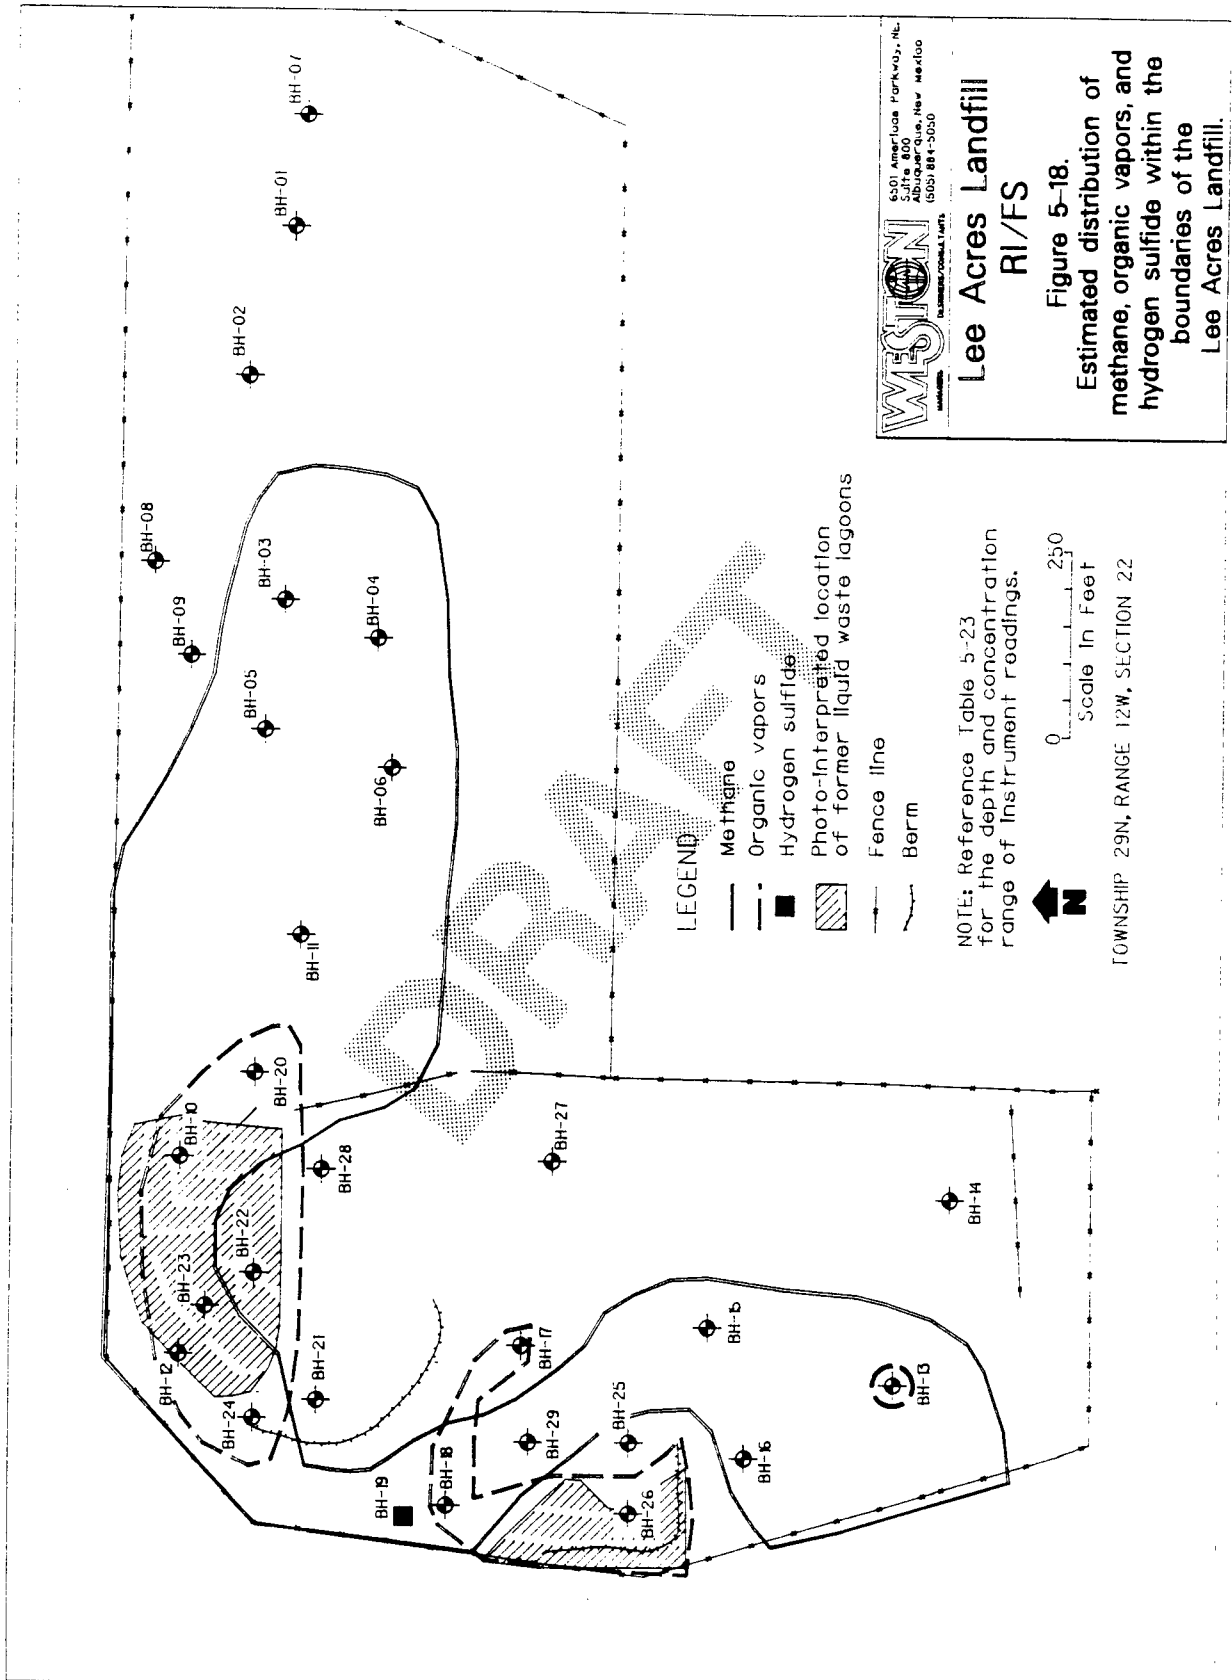 BH-07
BH-01
BH-02
BH-08
BH-09
BH-03
BH-04
BH-05
BH-06
BH-11
BH-20
BH-10
BH-28
BH-27
BH-14
BH-22
BH-23
BH-12
BH-21
BH-24
BH-17
BH-15
BH-13
BH-25
BH-29
BH-16
BH-18
BH-19
BH-26
DRAFT
LEGEND
Methane
Organic vapors
Hydrogen sulfide
Photo-Interpreted location
of former liquid waste lagoons
Fence line
Berm
NOTE: Reference Table 5-23
for the depth and concentration
range of Instrument readings.
N
0 250
Scale In Feet
TOWNSHIP 29N, RANGE 12W, SECTION 22
WESTON
MANAGERS DESIGNERS/CONSULTANTS
6501 Americas Parkway, NE.
Suite 800
Albuquerque, New Mexico
(505) 884-5050
Lee Acres Landfill
RI/FS
Figure 5-18.
Estimated distribution of
methane, organic vapors, and
hydrogen sulfide within the
boundaries of the
Lee Acres Landfill.